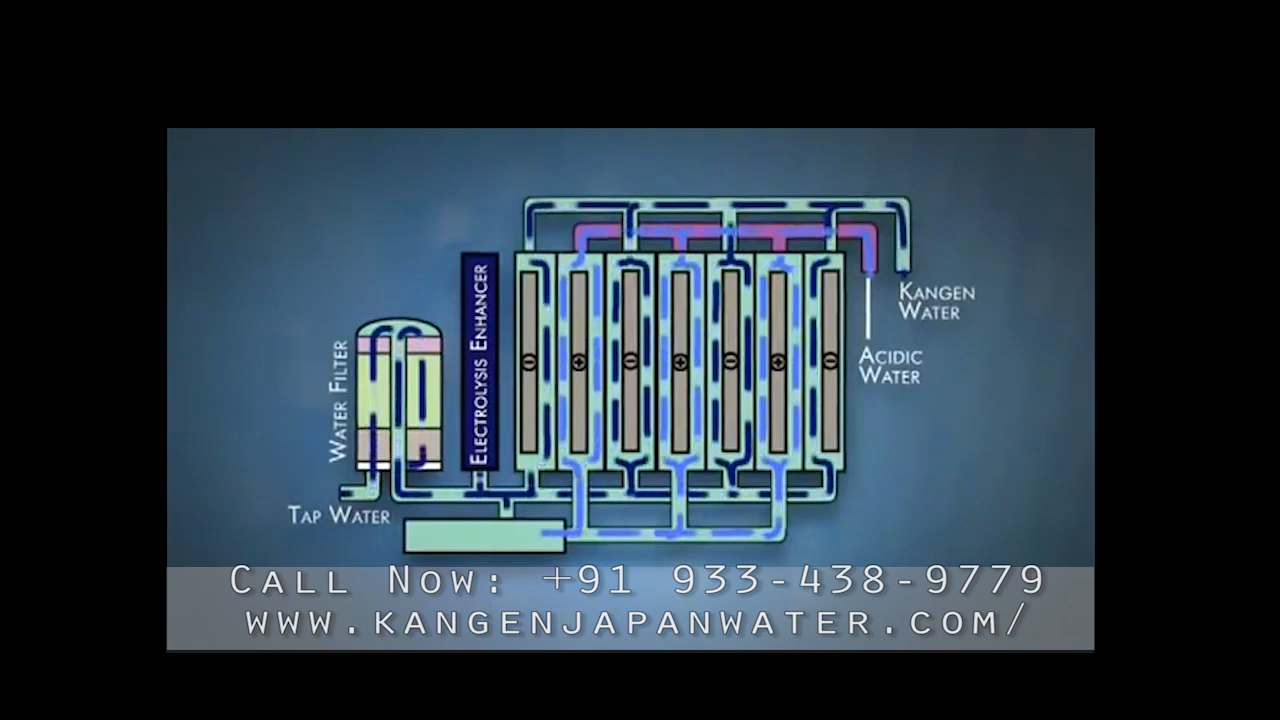 Kangen
Water
Acidic
Water
Electrolysis Enhancer
Water Filter
Tap Water
−
+
−
+
−
+
−
Call Now: +91 933-438-9779
www.kangenjapanwater.com/